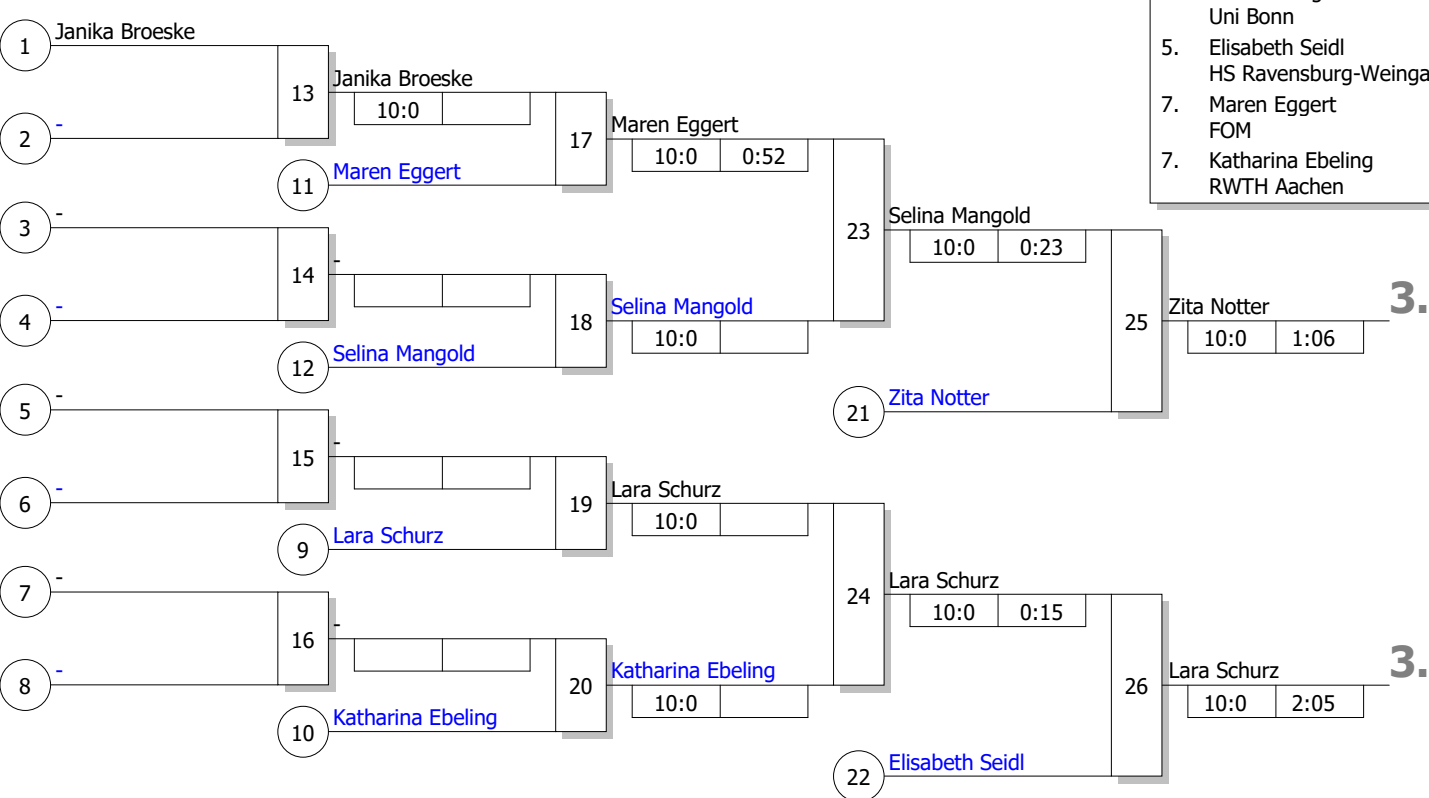 Uni Bonn
5. Elisabeth Seidl
HS Ravensburg-Weinga
7. Maren Eggert
FOM
7. Katharina Ebeling
RWTH Aachen
1 Janika Broeske
2 -
13 Janika Broeske
10:0
11 Maren Eggert
17 Maren Eggert
10:0 0:52
3 -
4 -
14 -
12 Selina Mangold
18 Selina Mangold
10:0
23 Selina Mangold
10:0 0:23
21 Zita Notter
25 Zita Notter
10:0 1:06
3.
5 -
6 -
15 -
9 Lara Schurz
19 Lara Schurz
10:0
7 -
8 -
16 -
10 Katharina Ebeling
20 Katharina Ebeling
10:0
24 Lara Schurz
10:0 0:15
22 Elisabeth Seidl
26 Lara Schurz
10:0 2:05
3.